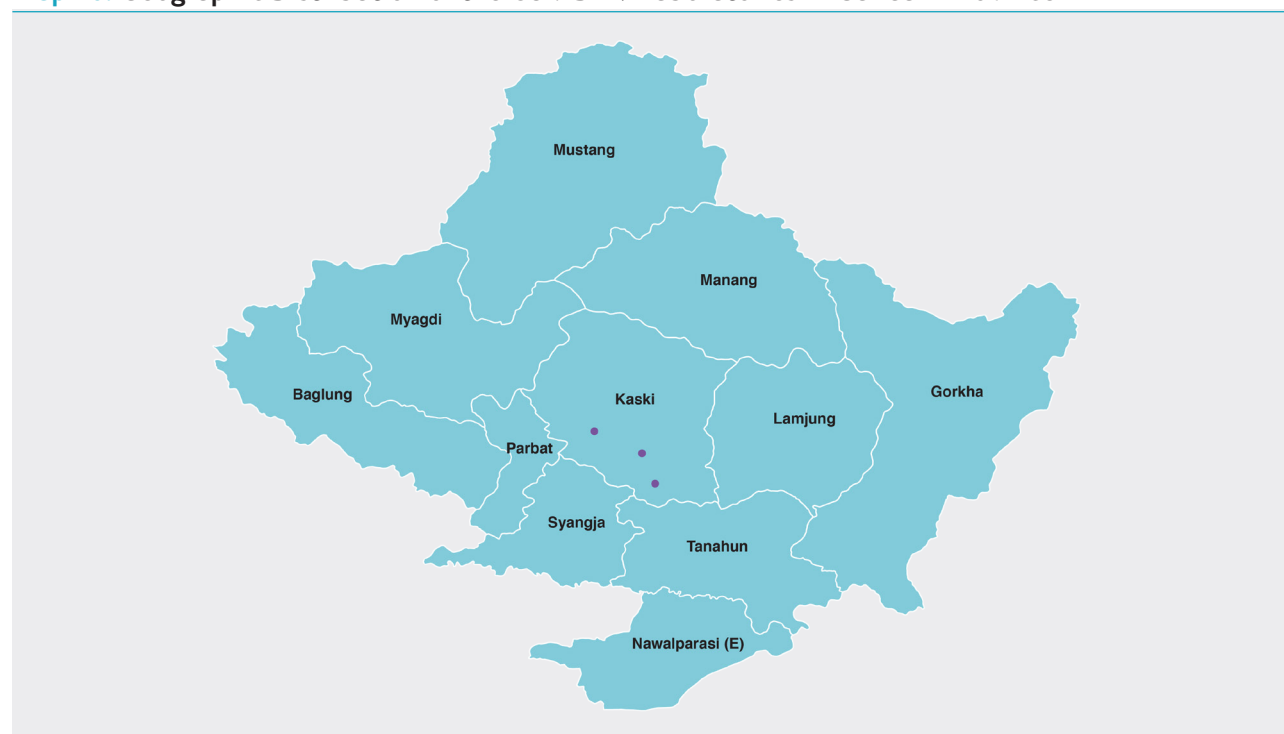 Mustang
Manang
Myagdi
Baglung
Kaski
Gorkha
Lamjung
Parbat
Syangja
Tanahun
Nawalparasi (E)